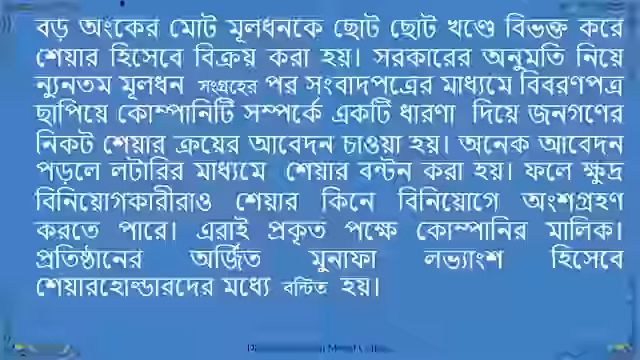 বড় অংকের মোট মূলধনকে ছোট ছোট খণ্ডে বিভক্ত করে
শেয়ার হিসেবে বিক্রয় করা হয়। সরকারের অনুমতি নিয়ে
ন্যুনতম মূলধন সংগ্রহের পর সংবাদপত্রের মাধ্যমে বিবরণপত্র
ছাপিয়ে কোম্পানিটি সম্পর্কে একটি ধারণা দিয়ে জনগণের
নিকট শেয়ার ক্রয়ের আবেদন চাওয়া হয়। অনেক আবেদন
পড়লে লটারির মাধ্যমে শেয়ার বন্টন করা হয়। ফলে ক্ষুদ্র
বিনিয়োগকারীরাও শেয়ার কিনে বিনিয়োগে অংশগ্রহণ
করতে পারে। এরাই প্রকৃত পক্ষে কোম্পানির মালিক।
প্রতিষ্ঠানের অর্জিত মুনাফা লভ্যাংশ হিসেবে
শেয়ারহোল্ডারদের মধ্যে বন্টিত হয়।